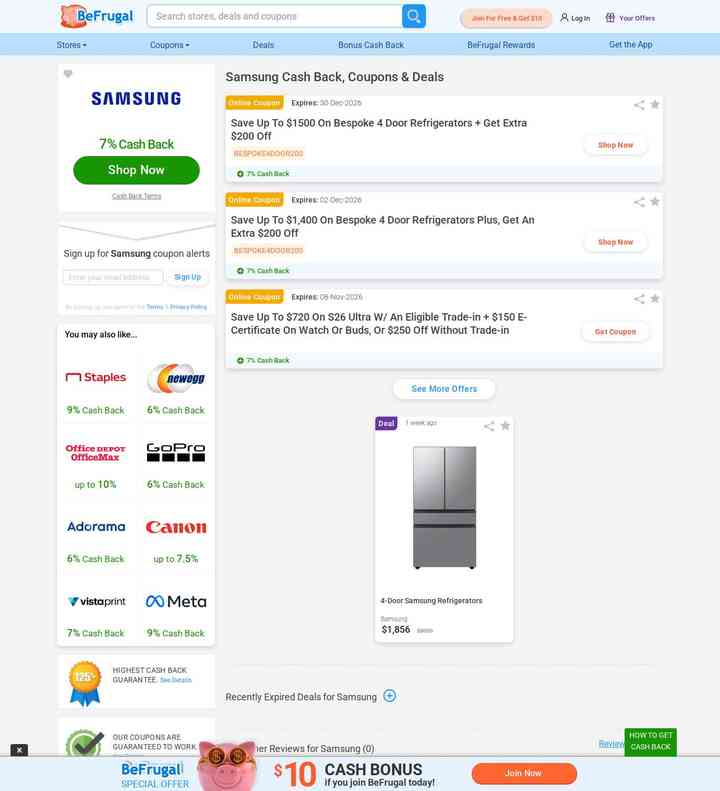 BeFrugal
Search stores, deals and coupons
Join For Free & Get $10
Log In
Your Offers
Stores
Coupons
Deals
Bonus Cash Back
BeFrugal Rewards
Get the App
SAMSUNG
7% Cash Back
Shop Now
Cash Back Terms
Sign up for Samsung coupon alerts
Enter your email address
Sign Up
Terms & Privacy Policy
You may also like...
Staples
9% Cash Back
newegg
6% Cash Back
Office DEPOT
OfficeMax
up to 10%
GoPro
6% Cash Back
Adorama
6% Cash Back
Canon
up to 7.5%
vistaprint
7% Cash Back
Meta
9% Cash Back
125%
HIGHEST CASH BACK
GUARANTEE. See Details
OUR COUPONS ARE
GUARANTEED TO WORK.
Samsung Cash Back, Coupons & Deals
Online Coupon
Expires: 30-Dec-2026
Save Up To $1500 On Bespoke 4 Door Refrigerators + Get Extra
$200 Off
BESPOKE4DOOR200
Shop Now
7% Cash Back
Online Coupon
Expires: 02-Dec-2026
Save Up To $1,400 On Bespoke 4 Door Refrigerators Plus, Get An
Extra $200 Off
BESPOKE4DOOR200
Shop Now
7% Cash Back
Online Coupon
Expires: 08-Nov-2026
Save Up To $720 On S26 Ultra W/ An Eligible Trade-in + $150 E-
Certificate On Watch Or Buds, Or $250 Off Without Trade-in
Get Coupon
7% Cash Back
See More Offers
Deal
1 week ago
4-Door Samsung Refrigerators
Samsung
$1,856
Recently Expired Deals for Samsung
er Reviews for Samsung (0)
Review
HOW TO GET
CASH BACK
x
BeFrugal
SPECIAL OFFER
$10 CASH BONUS
if you join BeFrugal today!
Join Now